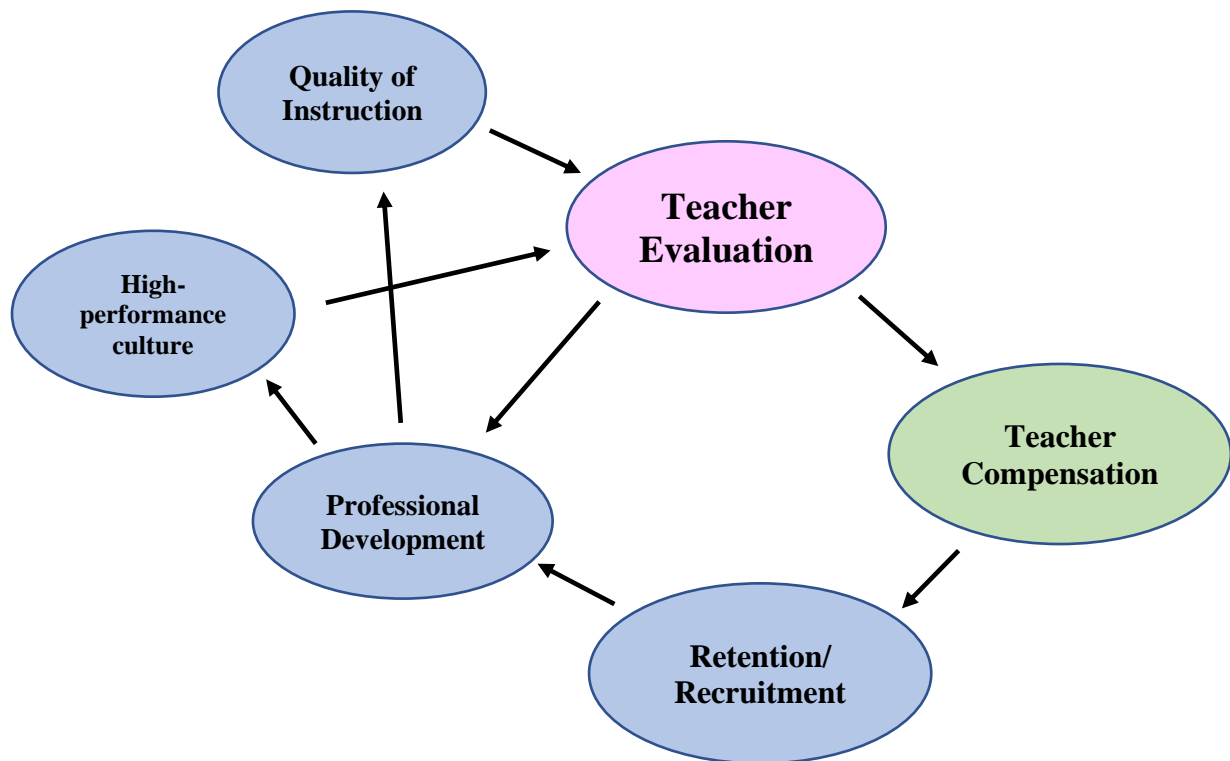 Quality of
Instruction
Teacher
Evaluation
High-
performance
culture
Teacher
Compensation
Professional
Development
Retention/
Recruitment